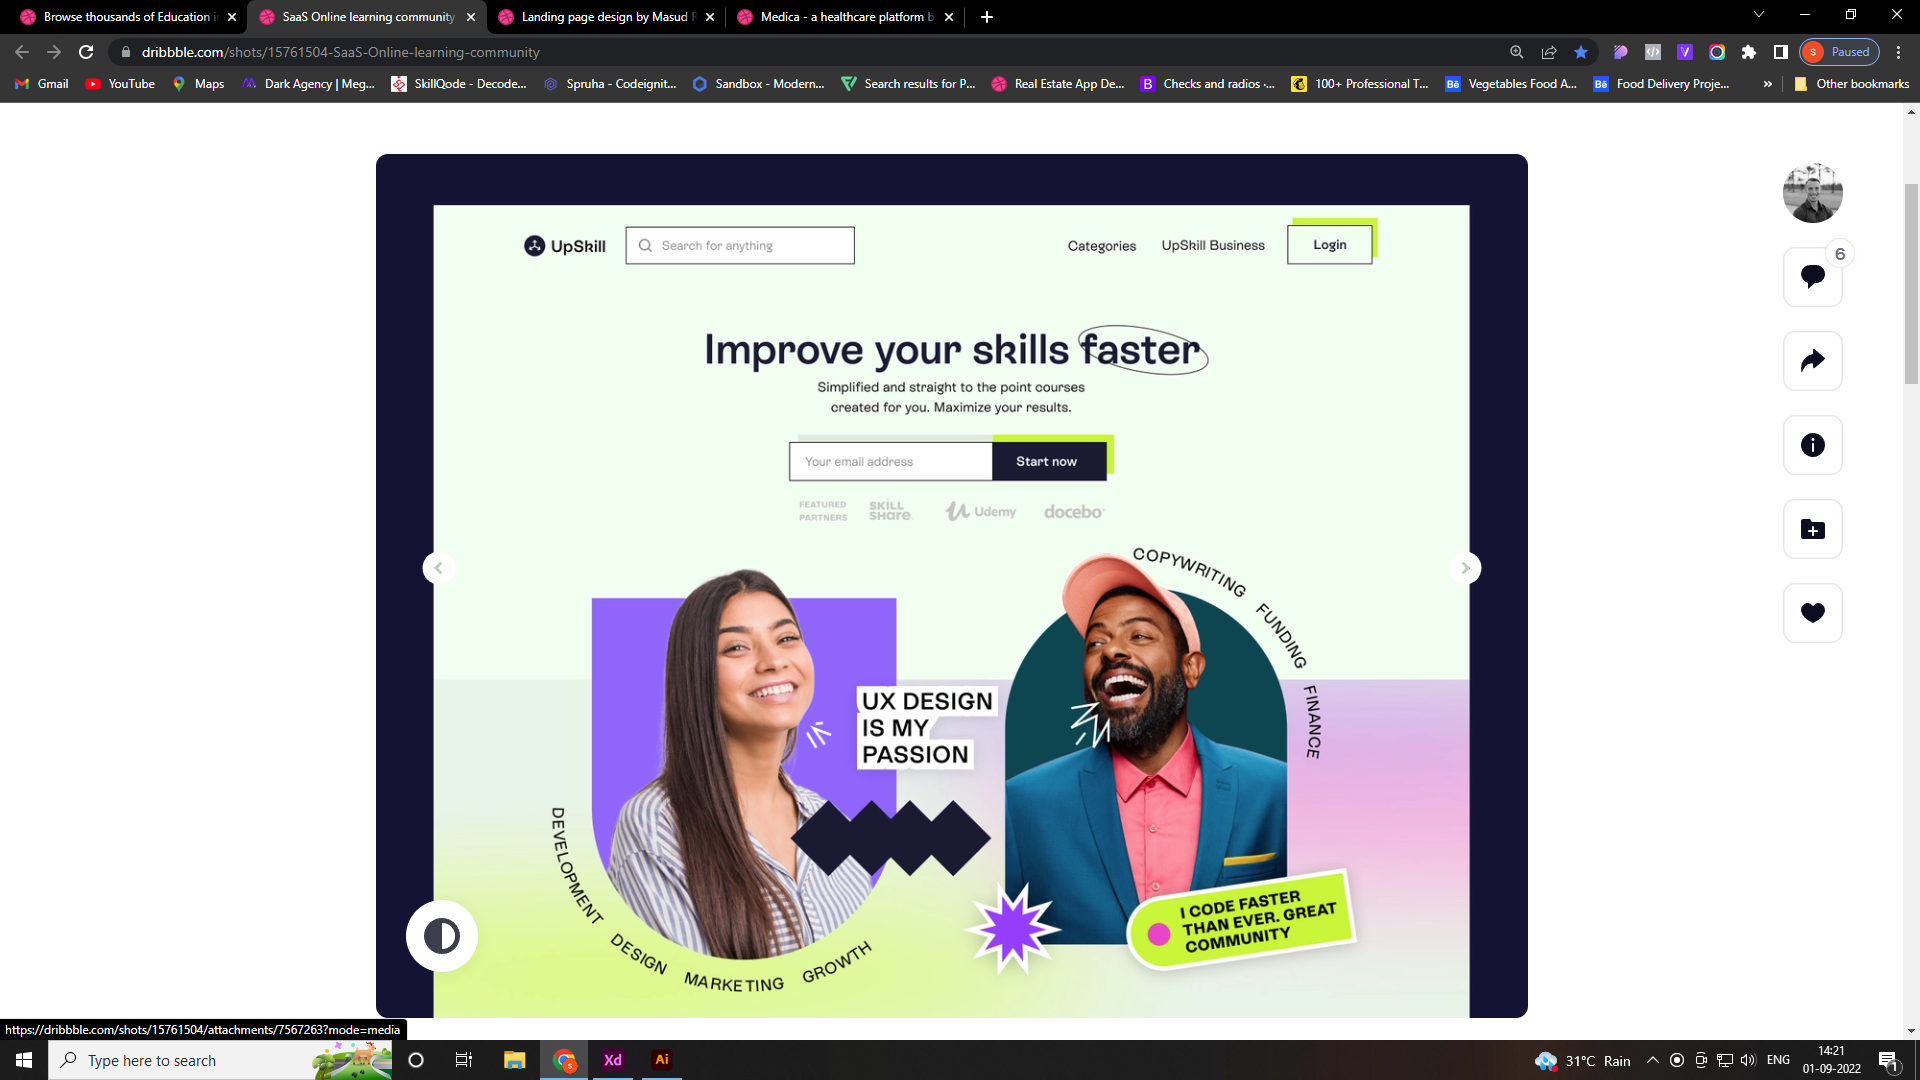 Browse thousands of Education i
SaaS Online learning community
Landing page design by Masud R
Medica - a healthcare platform b
dribbble.com/shots/15761504-SaaS-Online-learning-community
S
Paused
Gmail
YouTube
Maps
Dark Agency | Meg...
SkillQode - Decode...
Spruha - Codeignit...
Sandbox - Modern...
Search results for P...
Real Estate App De...
B
Checks and radios ·...
100+ Professional T...
Bē
Vegetables Food A...
Bē
Food Delivery Proje...
»
Other bookmarks
UpSkill
Search for anything
Categories
UpSkill Business
Login
6
Improve your skills faster
Simplified and straight to the point courses
created for you. Maximize your results.
Your email address
Start now
FEATURED
PARTNERS
SKILL
SHARE.
Udemy
docebo
COPYWRITING FUNDING FINANCE
UX DESIGN
IS MY
PASSION
DEVELOPMENT DESIGN MARKETING GROWTH
I CODE FASTER
THAN EVER. GREAT
COMMUNITY
https://dribbble.com/shots/15761504/attachments/7567263?mode=media
Type here to search
Xd
Ai
31°C Rain
ENG
14:21
01-09-2022
1